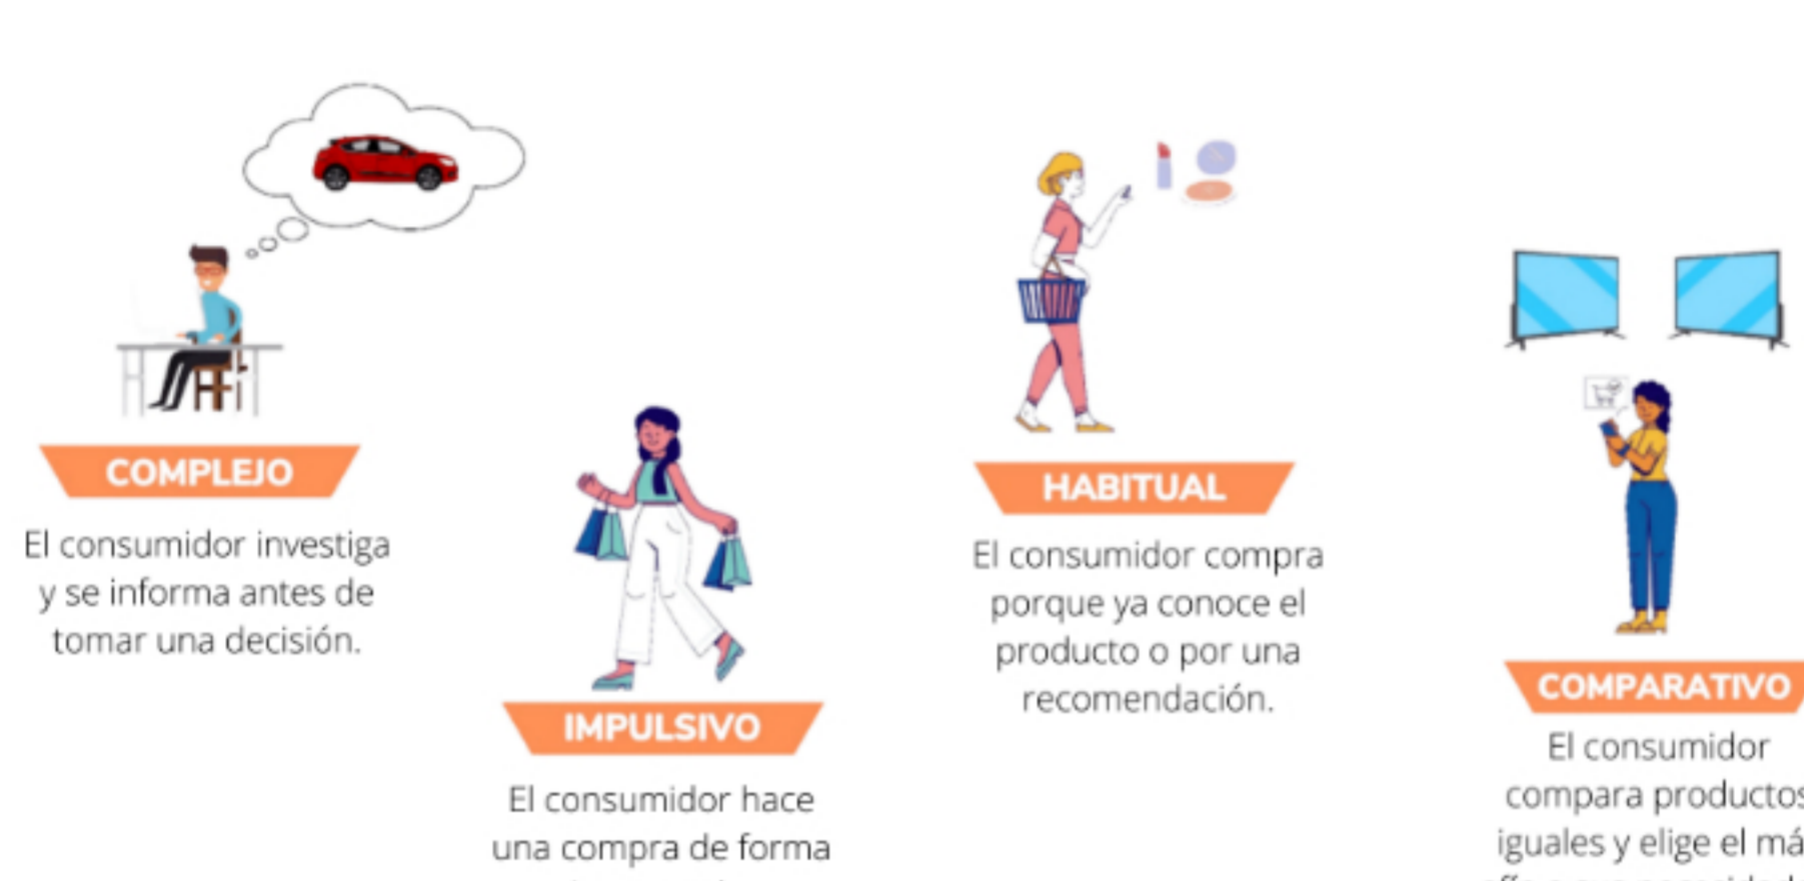 COMPLEJO
El consumidor investiga
y se informa antes de
tomar una decisión.
IMPULSIVO
El consumidor hace
una compra de forma
HABITUAL
El consumidor compra
porque ya conoce el
producto o por una
recomendación.
COMPARATIVO
El consumidor
compara productos
iguales y elige el má